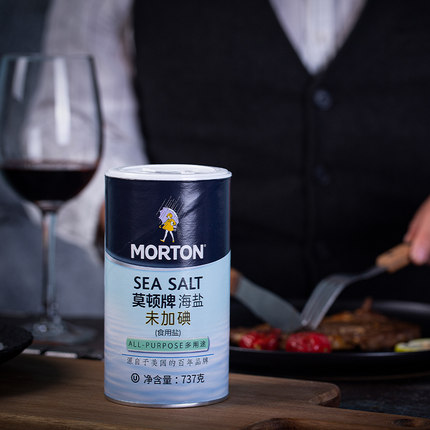 MORTON®
SEA SALT
莫顿牌 海盐
未加碘
(食用盐)
ALL-PURPOSE多用途
源自于美国的百年品牌
U 净含量:737克